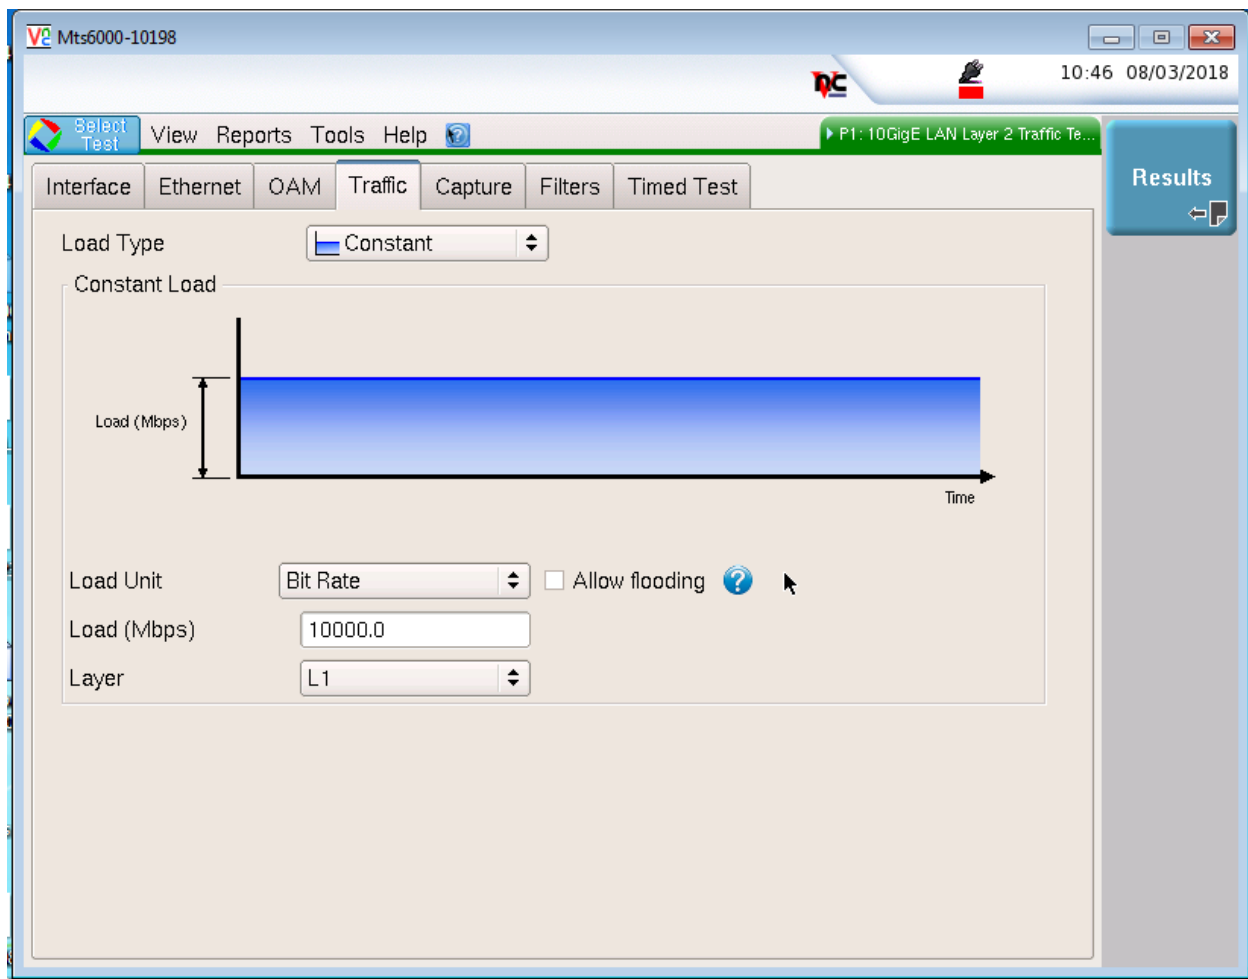 Mts6000-10198
10:46 08/03/2018
Select Test
View Reports Tools Help
P1: 10GigE LAN Layer 2 Traffic Te...
Results
Interface Ethernet OAM Traffic Capture Filters Timed Test
Load Type Constant
Constant Load
Load (Mbps)
Time
Load Unit Bit Rate Allow flooding
Load (Mbps) 10000.0
Layer L1